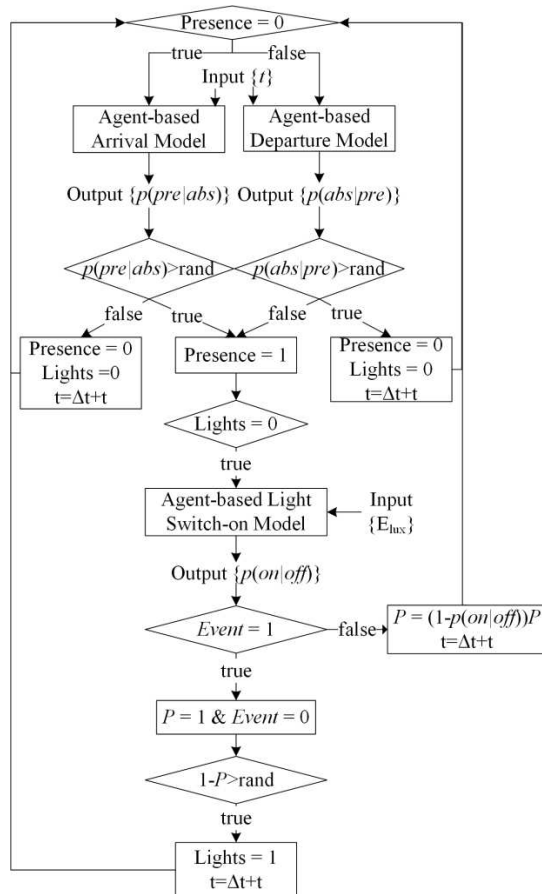 Presence = 0
true
false
Input {t}
Agent-based
Arrival Model
Agent-based
Departure Model
Output {p(pre|abs)}
Output {p(abs|pre)}
p(pre|abs)>rand
p(abs|pre)>rand
false
true
false
true
Presence = 0
Lights =0
t=Δt+t
Presence = 1
Presence = 0
Lights = 0
t=Δt+t
Lights = 0
true
Agent-based Light
Switch-on Model
Input
{E_lux}
Output {p(on|off)}
Event = 1
false
P = (1-p(on|off))P
t=Δt+t
true
P = 1 & Event = 0
1-P>rand
true
Lights = 1
t=Δt+t